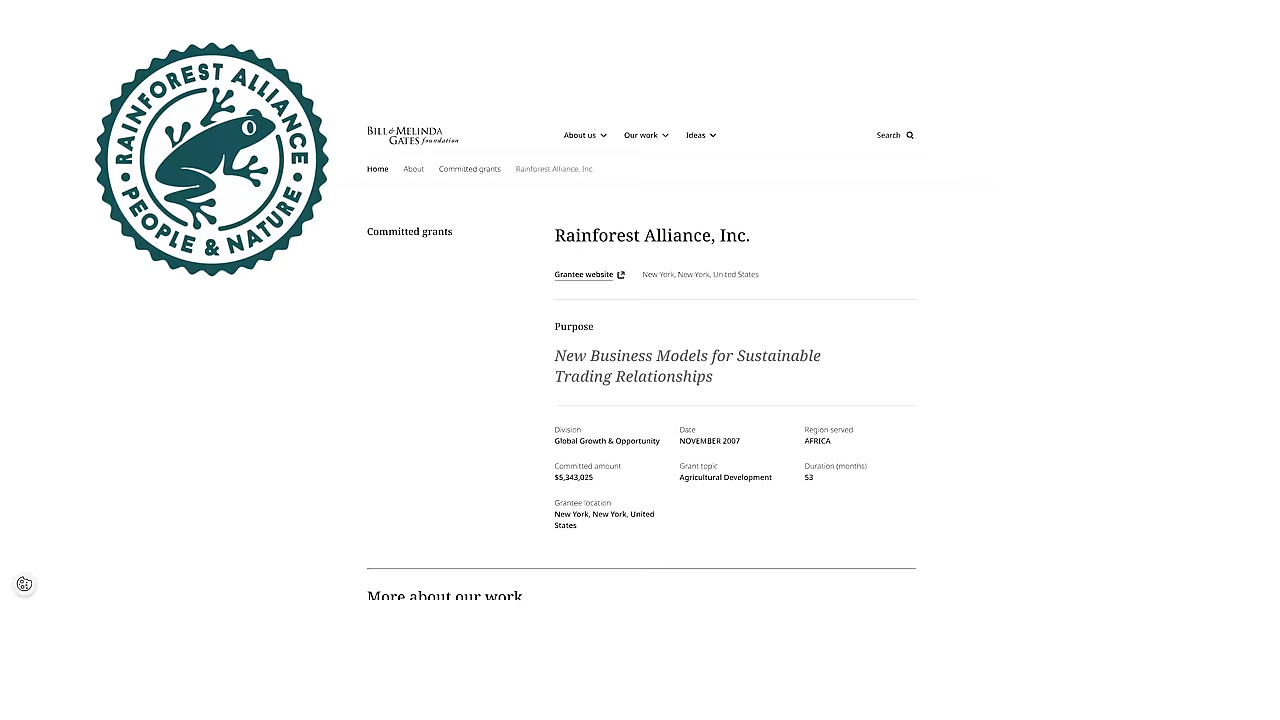 RAINFOREST ALLIANCE
PEOPLE & NATURE
BILL & MELINDA
GATES foundation
About us
Our work
Ideas
Search
Home
About
Committed grants
Rainforest Alliance, Inc.
Committed grants
Rainforest Alliance, Inc.
Grantee website
New York, New York, United States
Purpose
New Business Models for Sustainable
Trading Relationships
Division
Date
Region served
Global Growth & Opportunity
NOVEMBER 2007
AFRICA
Committed amount
Grant topic
Duration (months)
$5,343,025
Agricultural Development
53
Grantee location
New York, New York, United
States
More about our work